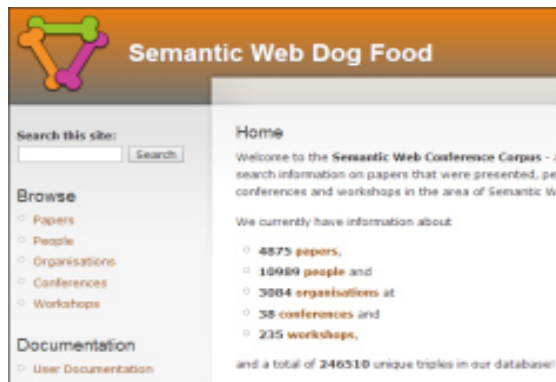 Semantic Web Dog Food
Search this site:
Search
Browse
Papers
People
Organisations
Conferences
Workshops
Documentation
User Documentation
Home
Welcome to the Semantic Web Conference Corpus -
search information on papers that were presented,
conferences and workshops in the area of Semantic W
We currently have information about
4875 papers,
10989 people and
3084 organisations at
38 conferences and
235 workshops,
and a total of 246510 unique triples in our database!